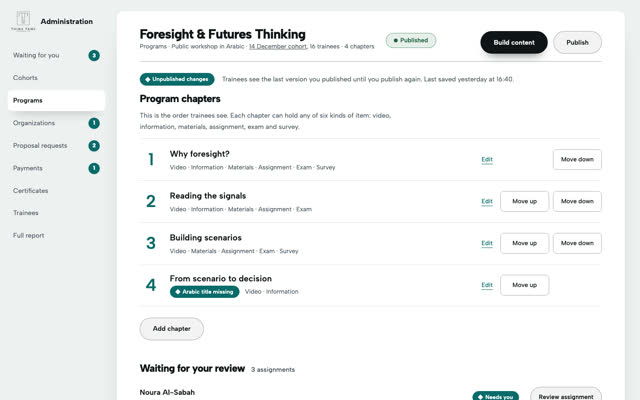 THINK TANK
Administration
Waiting for you 3
Cohorts
Programs
Organizations 1
Proposal requests 2
Payments 1
Certificates
Trainees
Full report
Foresight & Futures Thinking
Published
Build content
Publish
Programs · Public workshop in Arabic · 14 December cohort, 16 trainees · 4 chapters
Unpublished changes
Trainees see the last version you published until you publish again. Last saved yesterday at 16:40.
Program chapters
This is the order trainees see. Each chapter can hold any of six kinds of item: video,
information, materials, assignment, exam and survey.
1 Why foresight?
Video · Information · Materials · Assignment · Exam · Survey
Edit
Move down
2 Reading the signals
Video · Information · Materials · Assignment · Exam
Edit
Move up
Move down
3 Building scenarios
Video · Materials · Assignment · Exam · Survey
Edit
Move up
Move down
4 From scenario to decision
Arabic title missing
Video · Information
Edit
Move up
Add chapter
Waiting for your review 3 assignments
Noura Al-Sabah
Needs you
Review assignment